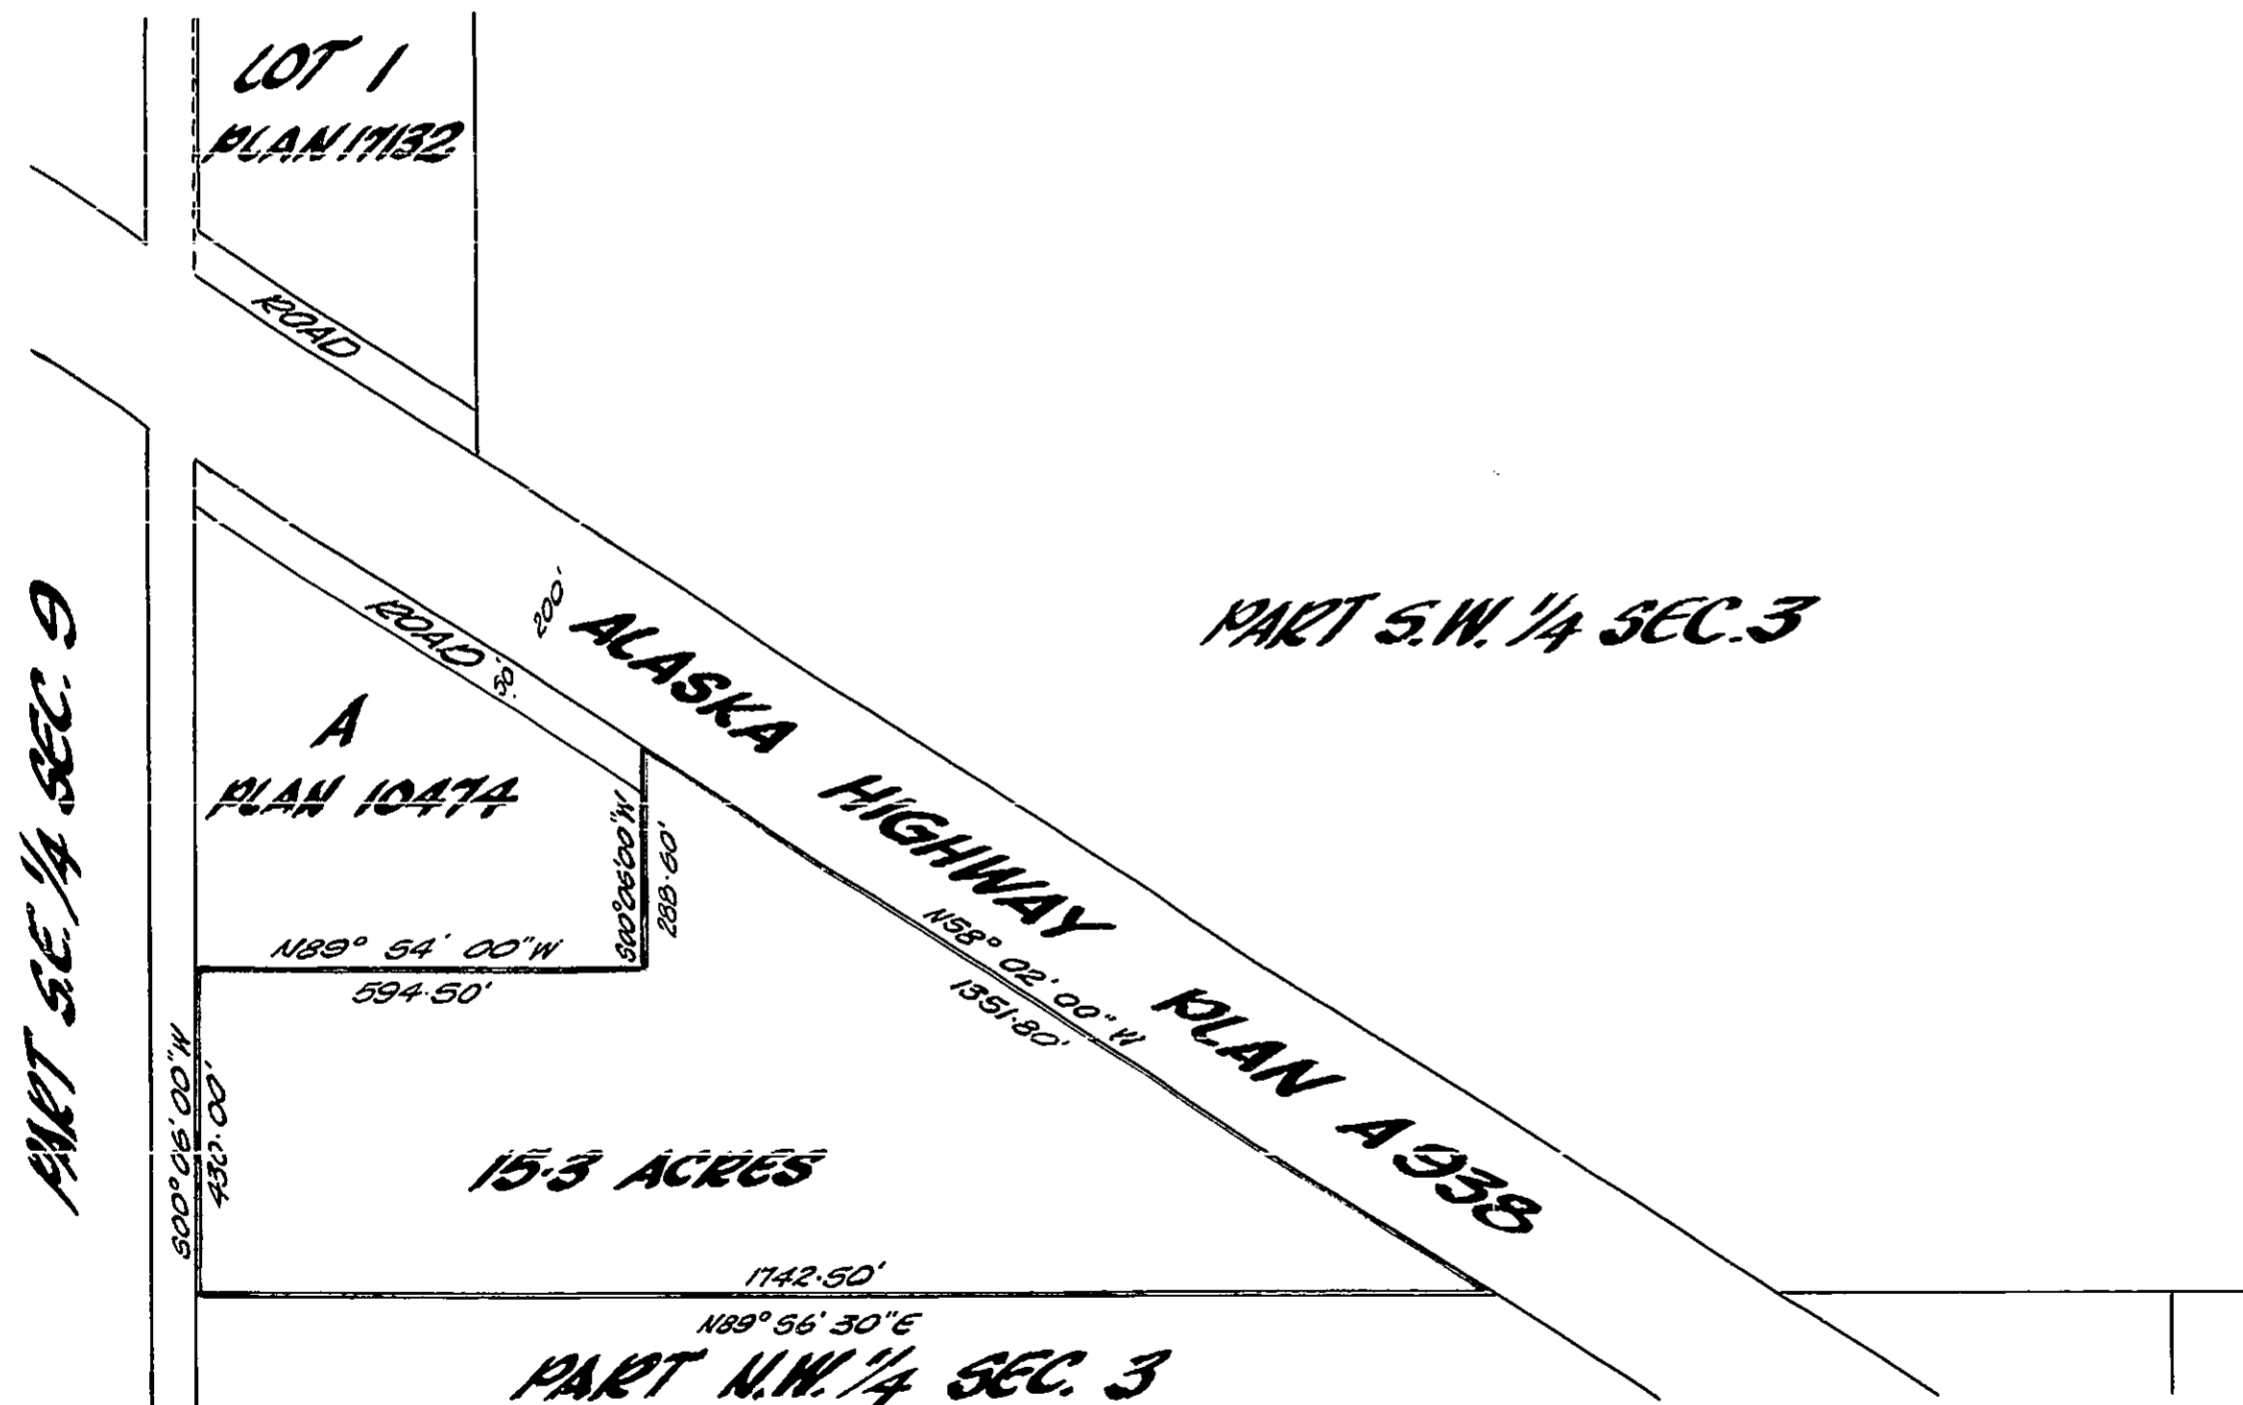 LOT 1
PLAN 17132
ROAD
200'
ROAD 50'
ALASKA HIGHWAY PLAN A938
PART S.W. 1/4 SEC. 3
PART S.E. 1/4 SEC. 9
A
PLAN 10474
S00°06'00"W
288.60'
N89° 54' 00"W
594.50'
N58° 02' 00" W
1351.80'
S00°06'00"W
430.00'
15.3 ACRES
1742.50'
N89° 56' 30"E
PART N.W. 1/4 SEC. 3